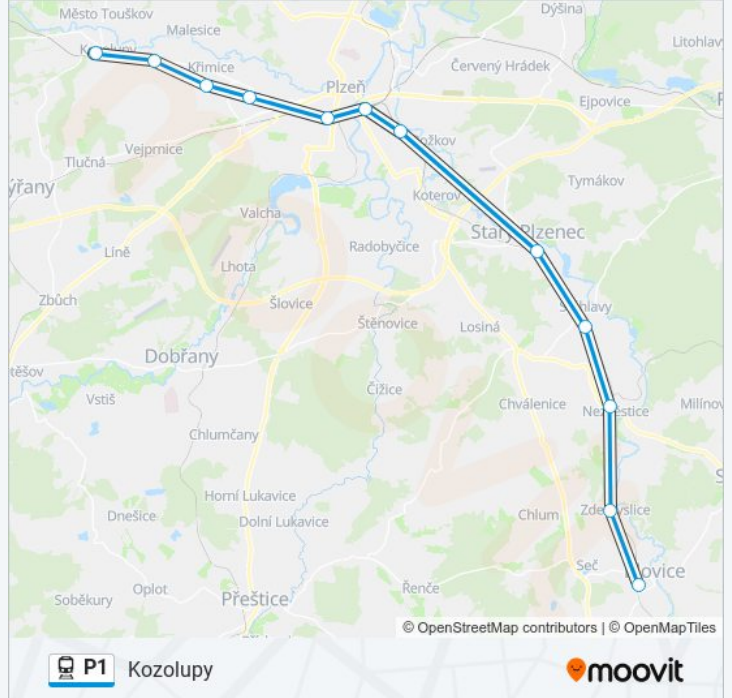 Město Touškov
Dýšina
Malesice
Litohlav
Křimice
Červený Hrádek
Plzeň
Ejpovice
Vejprnice
Tlučná
ýřany
Tymákov
Koterov
Valcha
Starý Plzenec
Radobyčice
Líně
Lhota
Zbůch
Šlovice
Štěnovice
Losiná
Dobřany
těšov
Čižice
Vstiš
Chválenice
Milínov
Chlumčany
Horní Lukavice
Dnešice
Dolní Lukavice
Chlum
Seč
Řenče
Oplot
Soběkury
Přeštice
© OpenStreetMap contributors | © OpenMapTiles
P1 Kozolupy
moovit